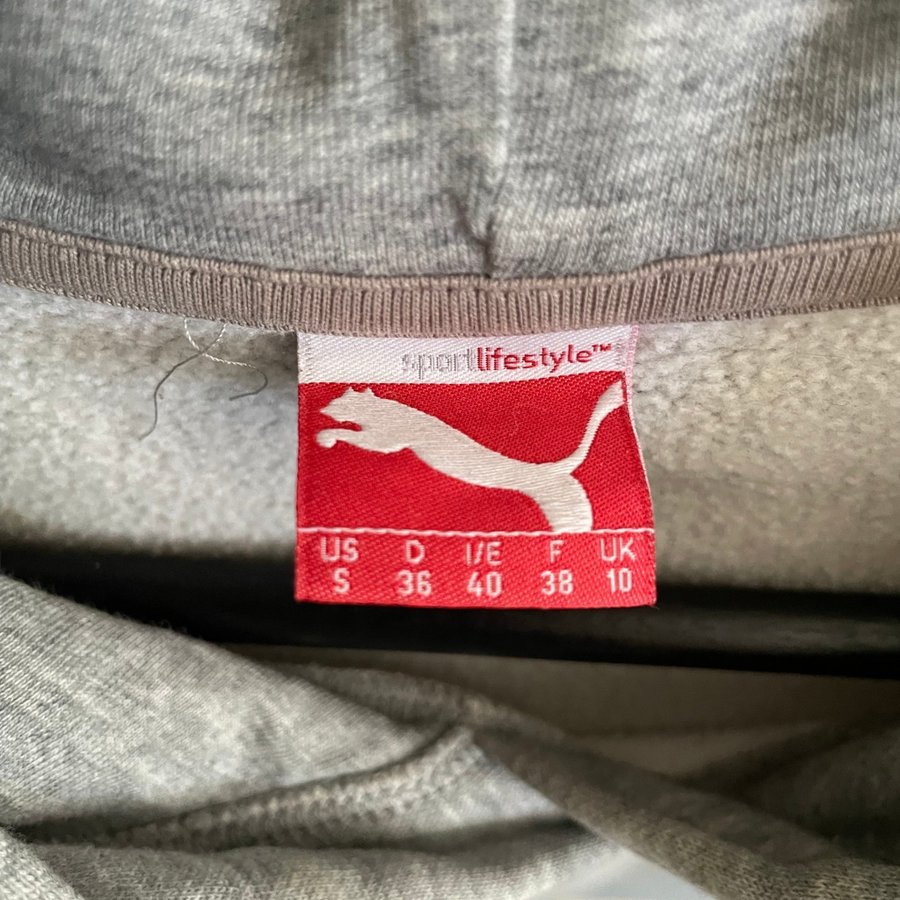 sportlifestyle™
US D I/E F UK
S 36 40 38 10